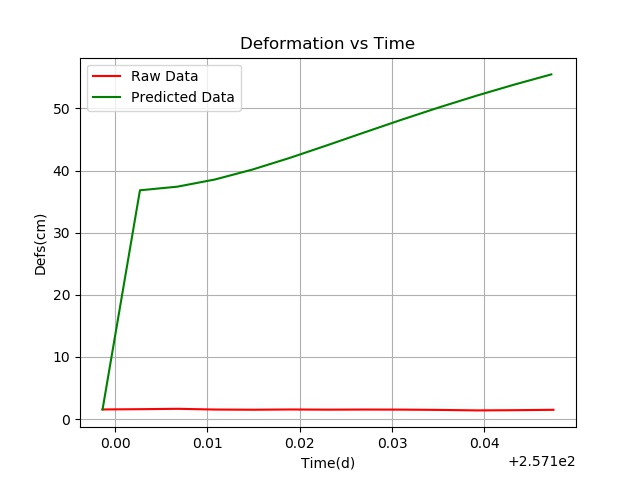 Deformation vs Time
Raw Data
Predicted Data
50
40
30
20
10
0
Defs(cm)
0.00 0.01 0.02 0.03 0.04
Time(d)
+2.571e2